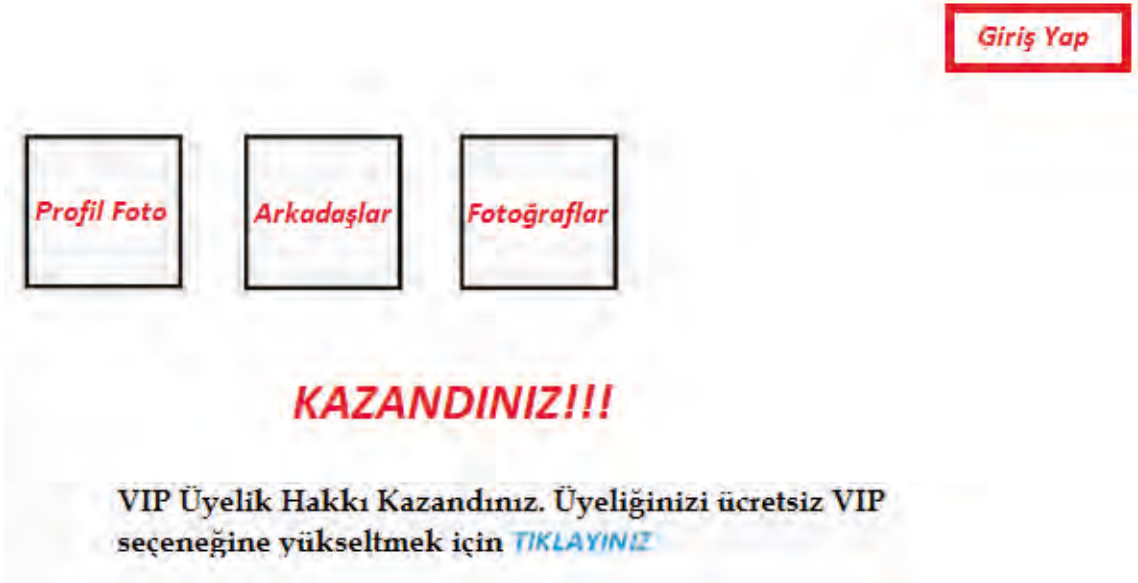 Giriş Yap
Profil Foto
Arkadaşlar
Fotoğraflar
KAZANDINIZ!!!
VIP Üyelik Hakkı Kazandınız. Üyeliğinizi ücretsiz VIP
seçeneğine yükseltmek için TIKLAYINIZ